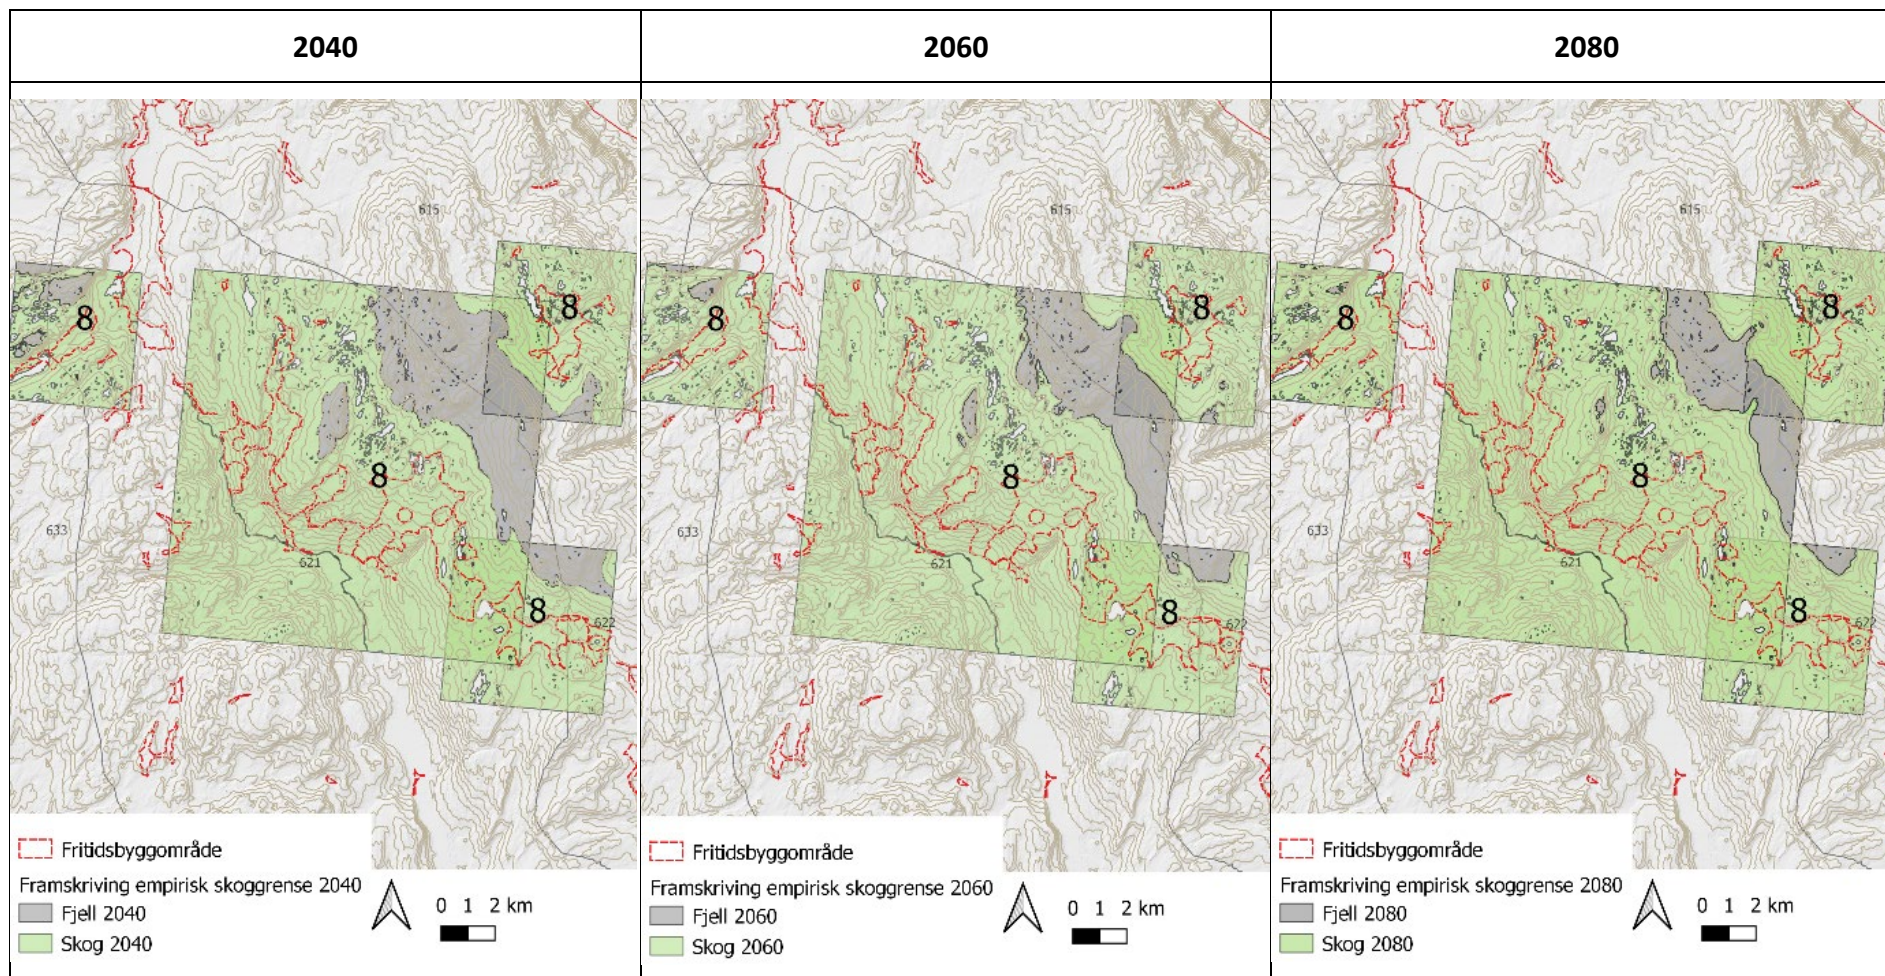 2040
2060
2080
615
8
8
8
633
621
8
622
Fritidsbyggområde
Framskriving empirisk skoggrense 2040
Fjell 2040
Skog 2040
0 1 2 km
615
8
8
8
633
621
8
622
Fritidsbyggområde
Framskriving empirisk skoggrense 2060
Fjell 2060
Skog 2060
0 1 2 km
615
8
8
8
633
621
8
622
Fritidsbyggområde
Framskriving empirisk skoggrense 2080
Fjell 2080
Skog 2080
0 1 2 km